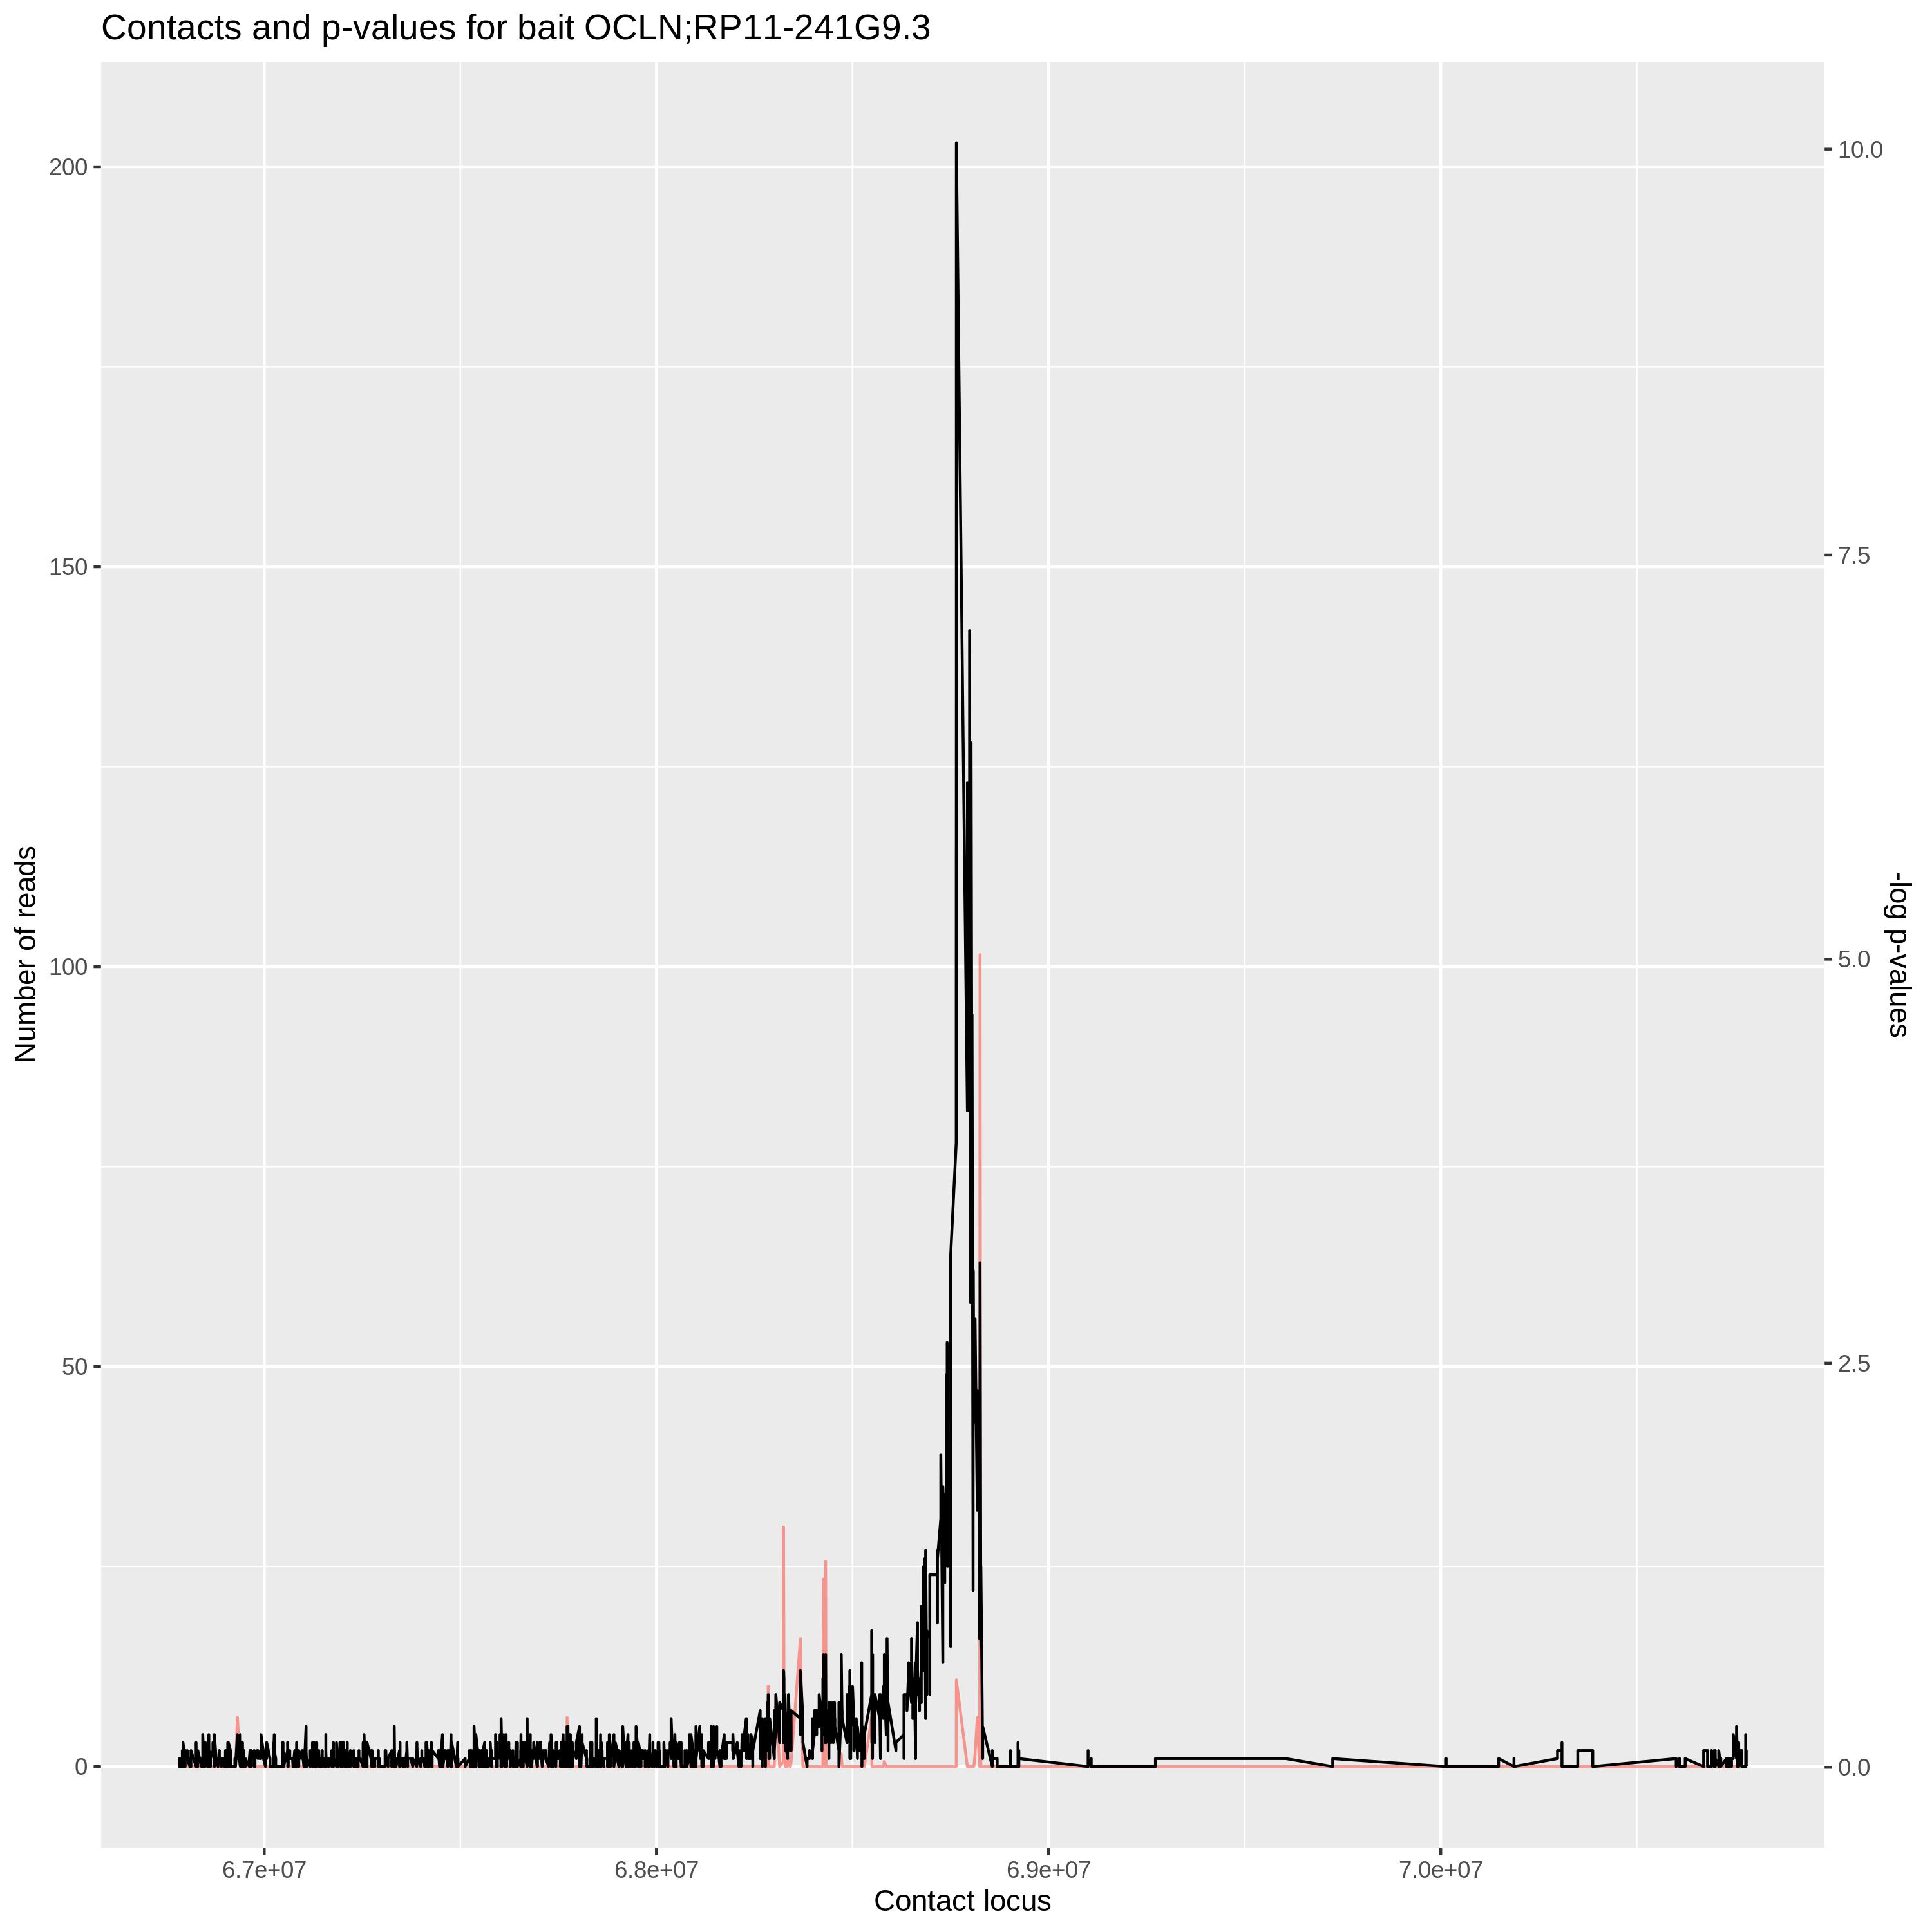 Contacts and p-values for bait OCLN;RP11-241G9.3
200
150
100
50
0
Number of reads
10.0
7.5
5.0
2.5
0.0
-log p-values
6.7e+07
6.8e+07
6.9e+07
7.0e+07
Contact locus